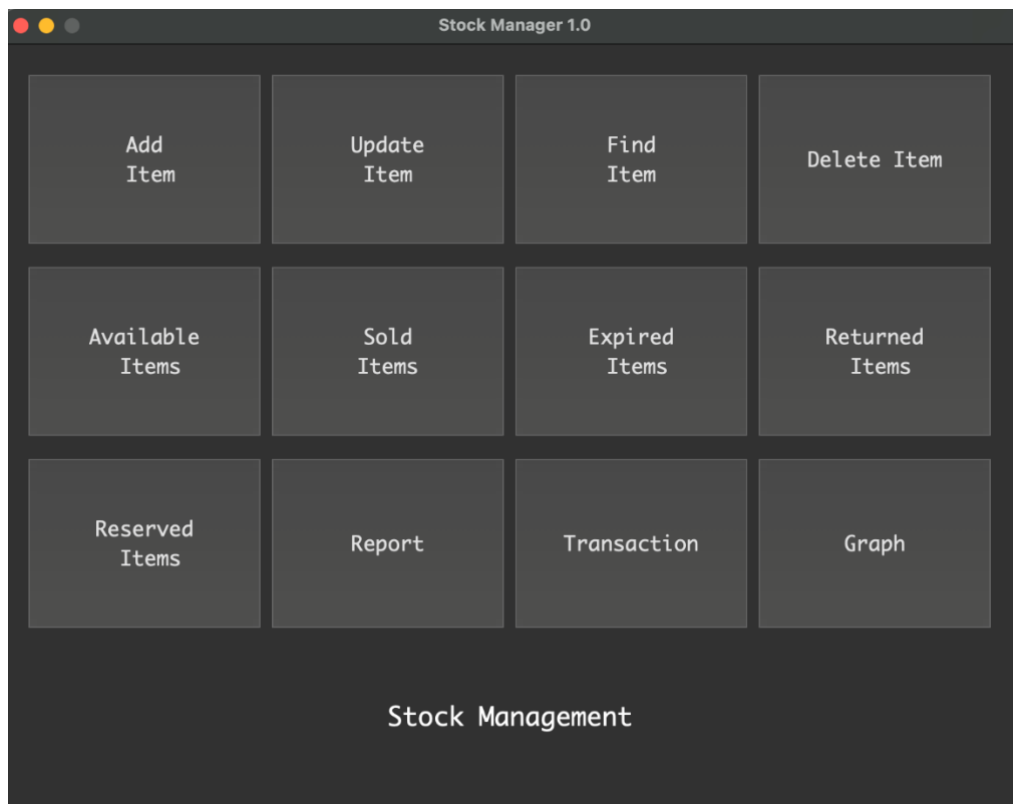 Stock Manager 1.0
Add
Item
Update
Item
Find
Item
Delete Item
Available
Items
Sold
Items
Expired
Items
Returned
Items
Reserved
Items
Report
Transaction
Graph
Stock Management